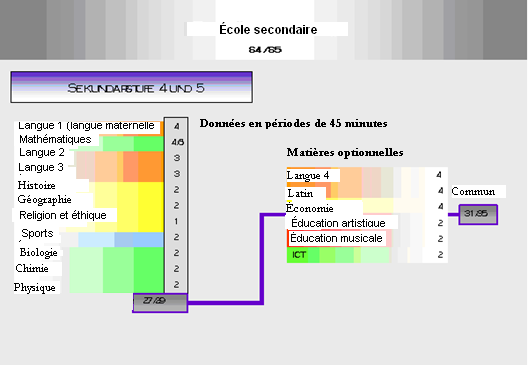 École secondaire
S4/S5
SEKUNDARSTUFE 4 UND 5
Données en périodes de 45 minutes
Langue 1 (langue maternelle 4
Mathématiques 4/6
Langue 2 3
Langue 3 3
Histoire 2
Géographie 2
Religion et éthique 1
Sports 2
Biologie 2
Chimie 2
Physique 2
27/29
Matières optionnelles
Langue 4 4
Latin 4
Économie 4
Éducation artistique 2
Éducation musicale 2
ICT 2
Commun
31/35